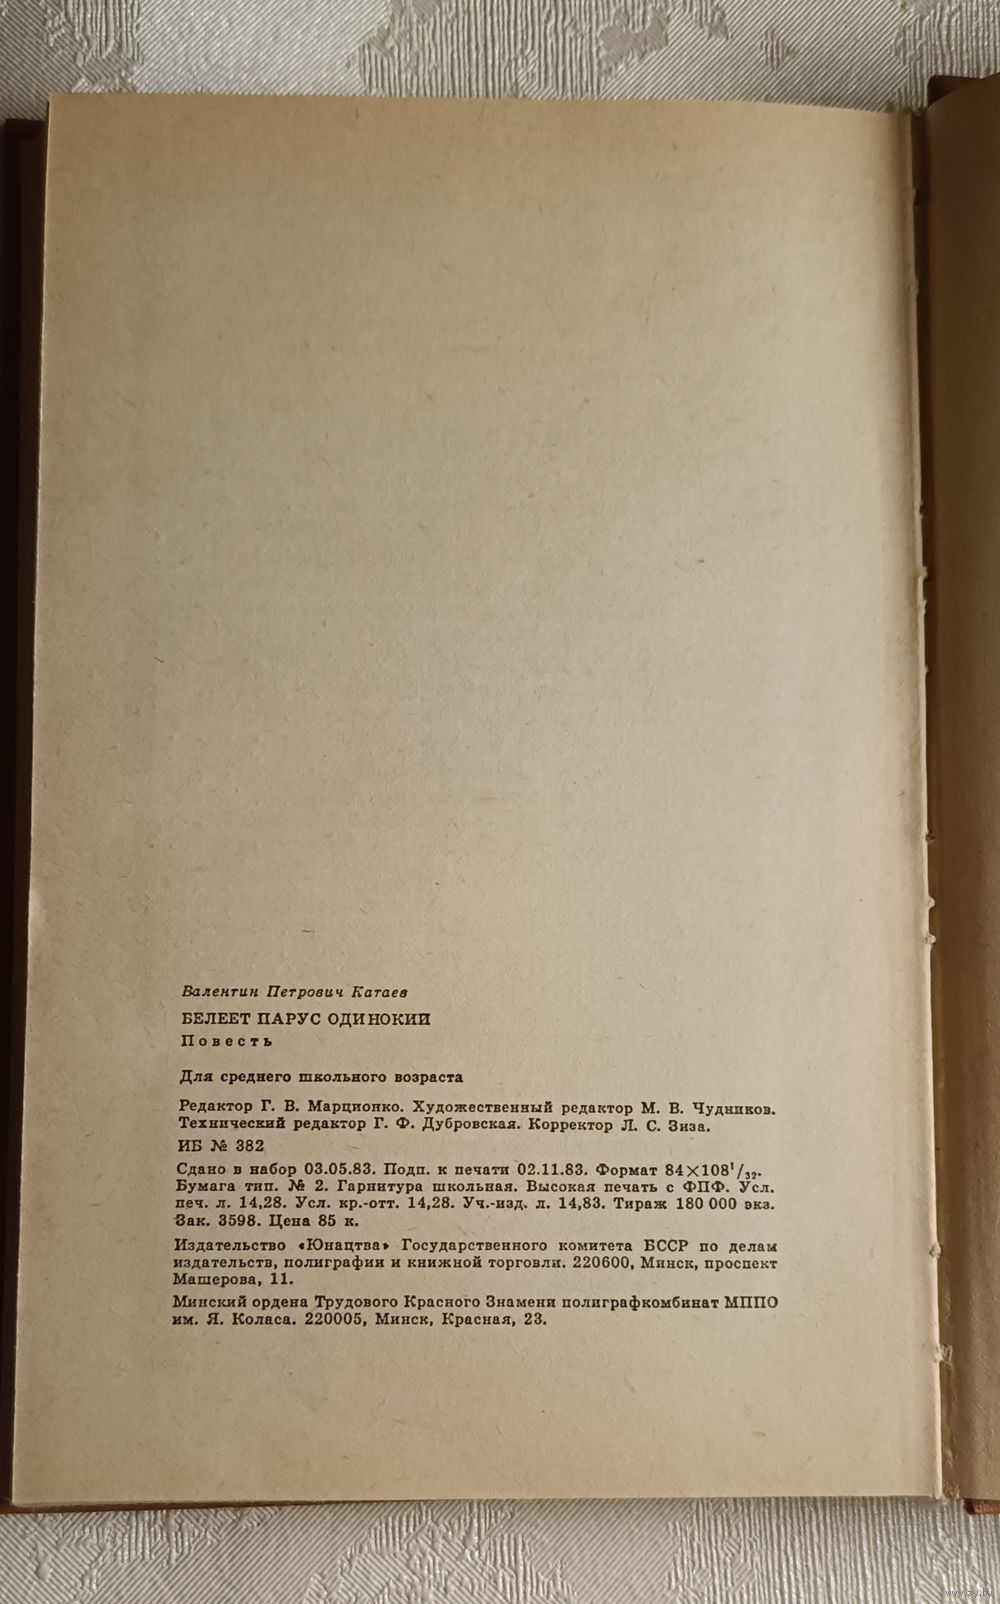 Валентин Петрович Катаев
БЕЛЕЕТ ПАРУС ОДИНОКИЙ
Повесть
Для среднего школьного возраста
Редактор Г. В. Марционко. Художественный редактор М. В. Чудников.
Технический редактор Г. Ф. Дубровская. Корректор Л. С. Зиза.
ИБ № 382
Сдано в набор 03.05.83. Подп. к печати 02.11.83. Формат 84×108¹/₃₂.
Бумага тип. № 2. Гарнитура школьная. Высокая печать с ФПФ. Усл.
печ. л. 14,28. Усл. кр.-отт. 14,28. Уч.-изд. л. 14,83. Тираж 180 000 экз.
Зак. 3598. Цена 85 к.
Издательство «Юнацтва» Государственного комитета БССР по делам
издательств, полиграфии и книжной торговли. 220600, Минск, проспект
Машерова, 11.
Минский ордена Трудового Красного Знамени полиграфкомбинат МППО
им. Я. Коласа. 220005, Минск, Красная, 23.
www.ay.by